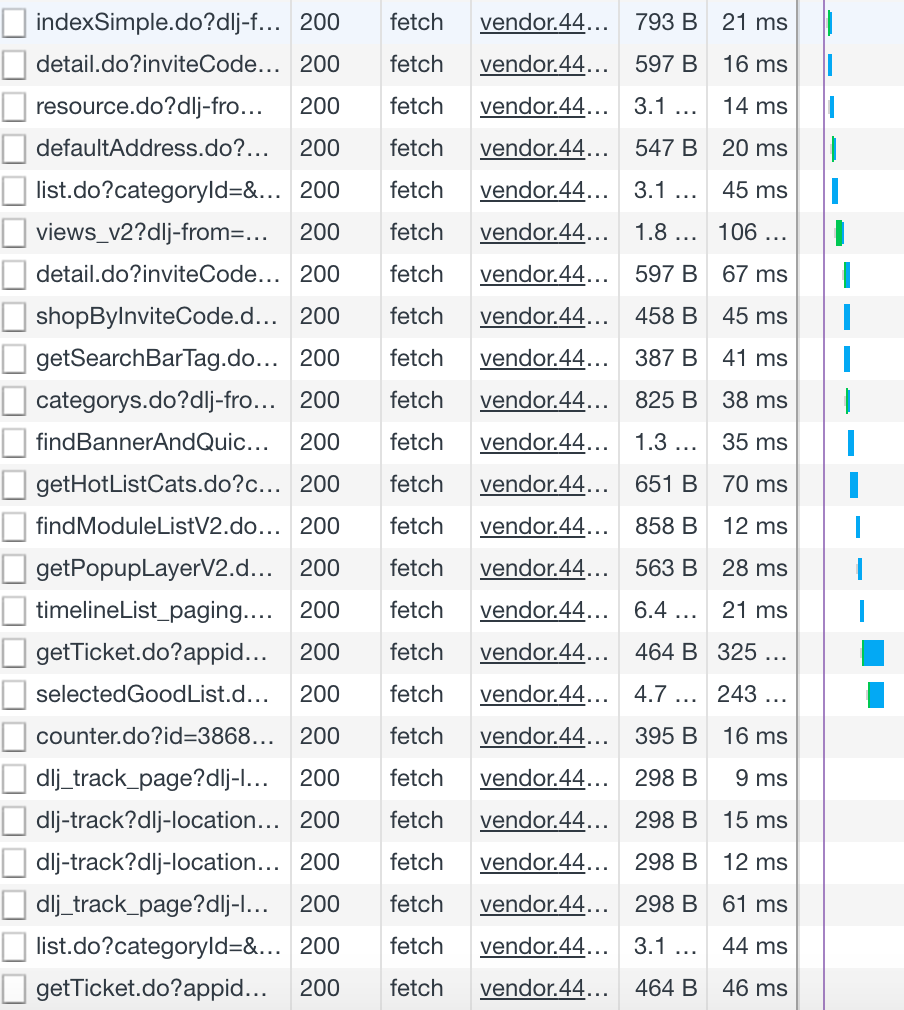 indexSimple.do?dlj-f... 200 fetch vendor.44... 793 B 21 ms
detail.do?inviteCode... 200 fetch vendor.44... 597 B 16 ms
resource.do?dlj-fro... 200 fetch vendor.44... 3.1 ... 14 ms
defaultAddress.do?... 200 fetch vendor.44... 547 B 20 ms
list.do?categoryId=&... 200 fetch vendor.44... 3.1 ... 45 ms
views_v2?dlj-from=... 200 fetch vendor.44... 1.8 ... 106 ...
detail.do?inviteCode... 200 fetch vendor.44... 597 B 67 ms
shopByInviteCode.d... 200 fetch vendor.44... 458 B 45 ms
getSearchBarTag.do... 200 fetch vendor.44... 387 B 41 ms
categorys.do?dlj-fro... 200 fetch vendor.44... 825 B 38 ms
findBannerAndQuic... 200 fetch vendor.44... 1.3 ... 35 ms
getHotListCats.do?c... 200 fetch vendor.44... 651 B 70 ms
findModuleListV2.do... 200 fetch vendor.44... 858 B 12 ms
getPopupLayerV2.d... 200 fetch vendor.44... 563 B 28 ms
timelineList_paging.... 200 fetch vendor.44... 6.4 ... 21 ms
getTicket.do?appid... 200 fetch vendor.44... 464 B 325 ...
selectedGoodList.d... 200 fetch vendor.44... 4.7 ... 243 ...
counter.do?id=3868... 200 fetch vendor.44... 395 B 16 ms
dlj_track_page?dlj-l... 200 fetch vendor.44... 298 B 9 ms
dlj-track?dlj-location... 200 fetch vendor.44... 298 B 15 ms
dlj-track?dlj-location... 200 fetch vendor.44... 298 B 12 ms
dlj_track_page?dlj-l... 200 fetch vendor.44... 298 B 61 ms
list.do?categoryId=&... 200 fetch vendor.44... 3.1 ... 44 ms
getTicket.do?appid... 200 fetch vendor.44... 464 B 46 ms